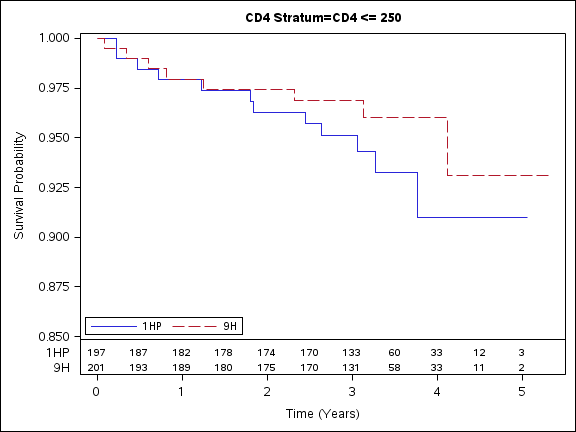 CD4 Stratum=CD4 <= 250
1.000
0.975
0.950
0.925
0.900
0.875
0.850
Survival Probability
1HP 9H
1HP 197 187 182 178 174 170 133 60 33 12 3
9H 201 193 189 180 175 170 131 58 33 11 2
0 1 2 3 4 5
Time (Years)